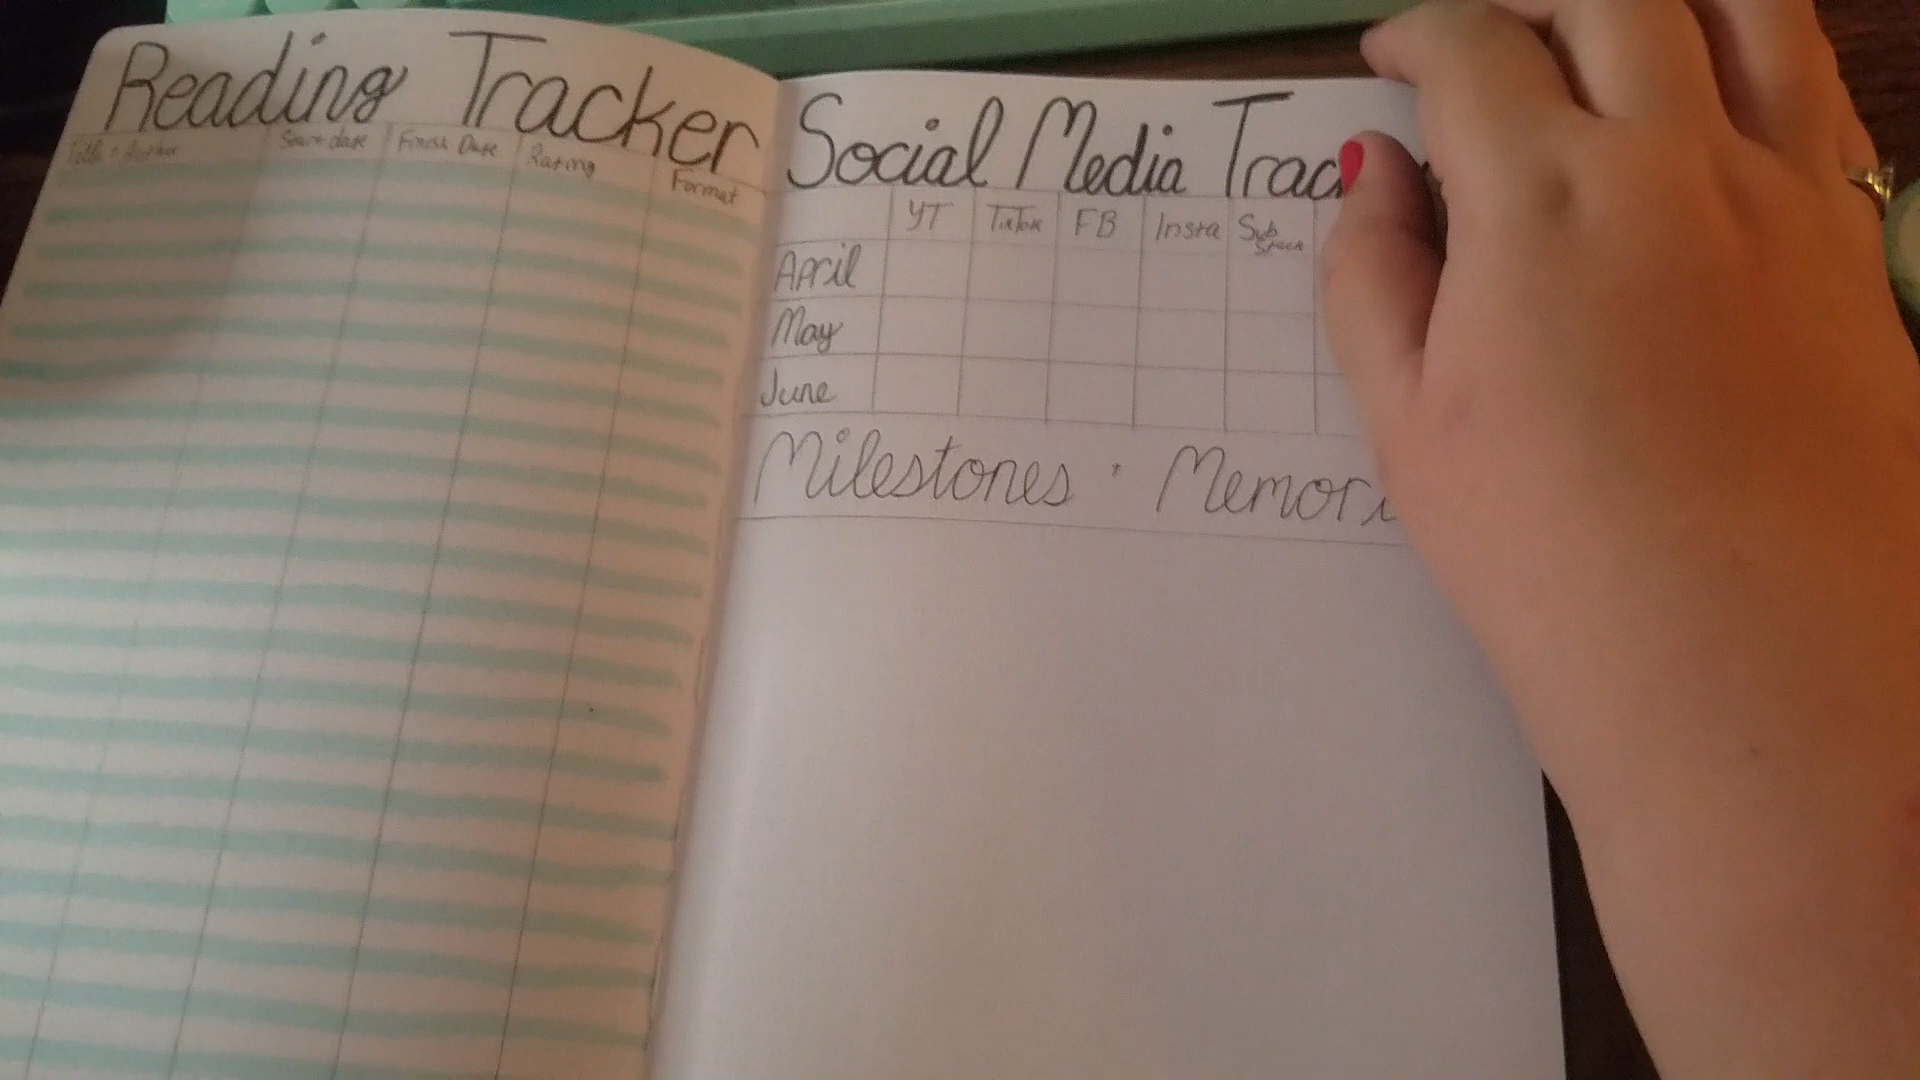 Reading Tracker
Title + Author Start date Finish Date Rating Format
Social Media Trac
YT TikTok FB Insta Sub Stack
April
May
June
Milestones + Memori